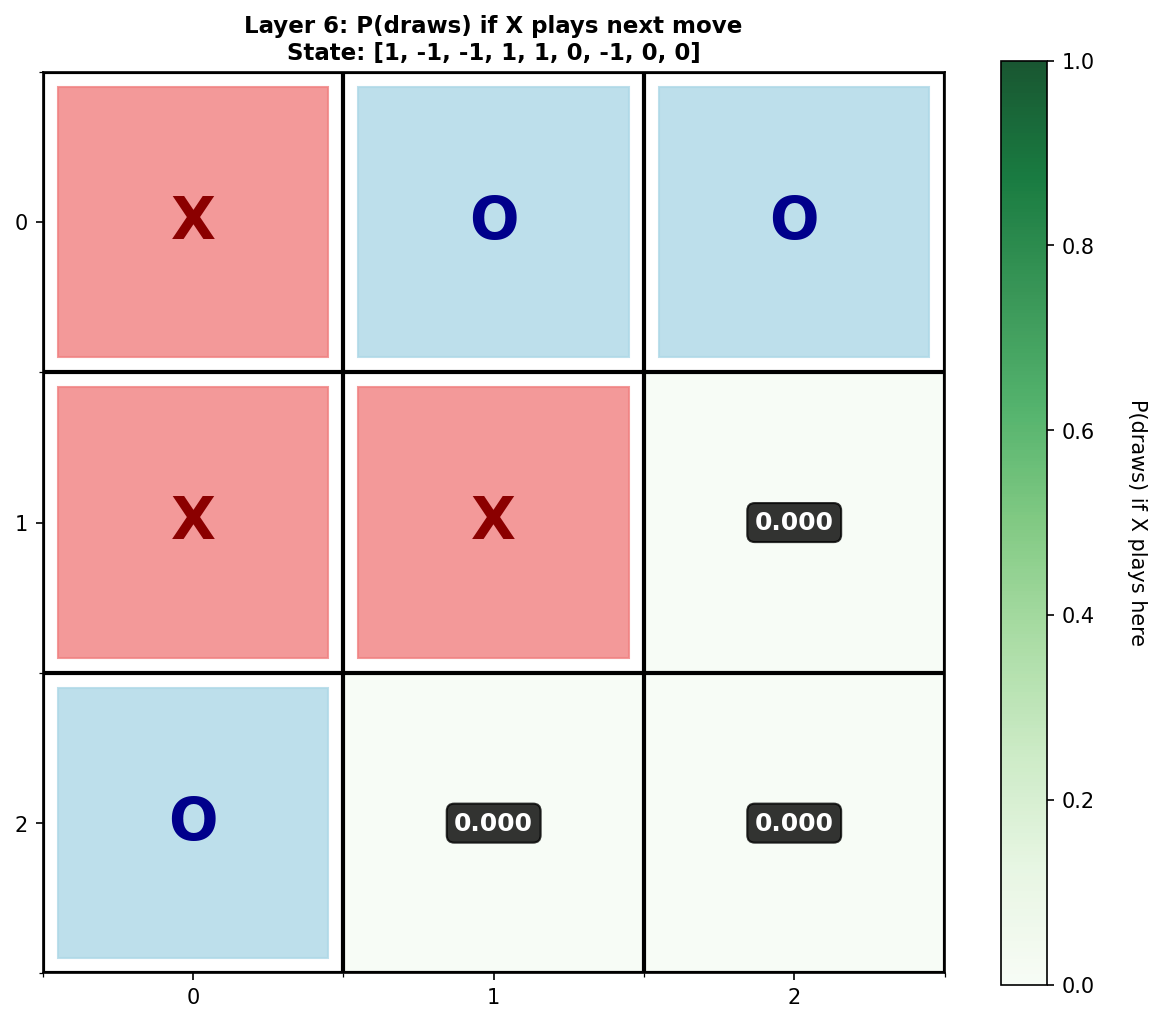 Layer 6: P(draws) if X plays next move
State: [1, -1, -1, 1, 1, 0, -1, 0, 0]
0
X
O
O
1
X
X
0.000
2
O
0.000
0.000
0
1
2
1.0
0.8
0.6
0.4
0.2
0.0
P(draws) if X plays here